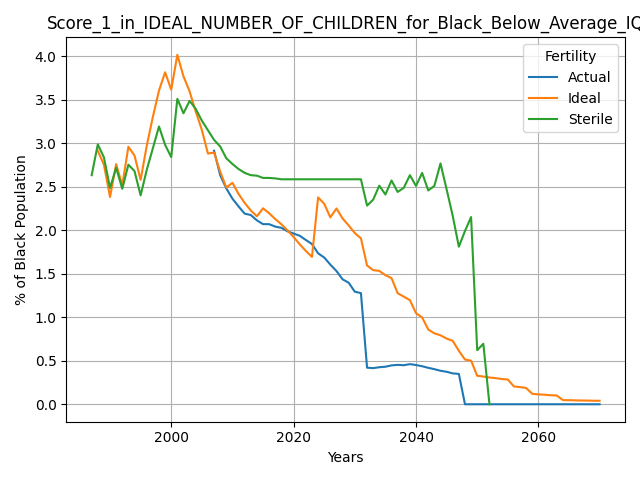 Score_1_in_IDEAL_NUMBER_OF_CHILDREN_for_Black_Below_Average_IQ
Fertility
Actual
Ideal
Sterile
% of Black Population
4.0
3.5
3.0
2.5
2.0
1.5
1.0
0.5
0.0
2000 2020 2040 2060
Years